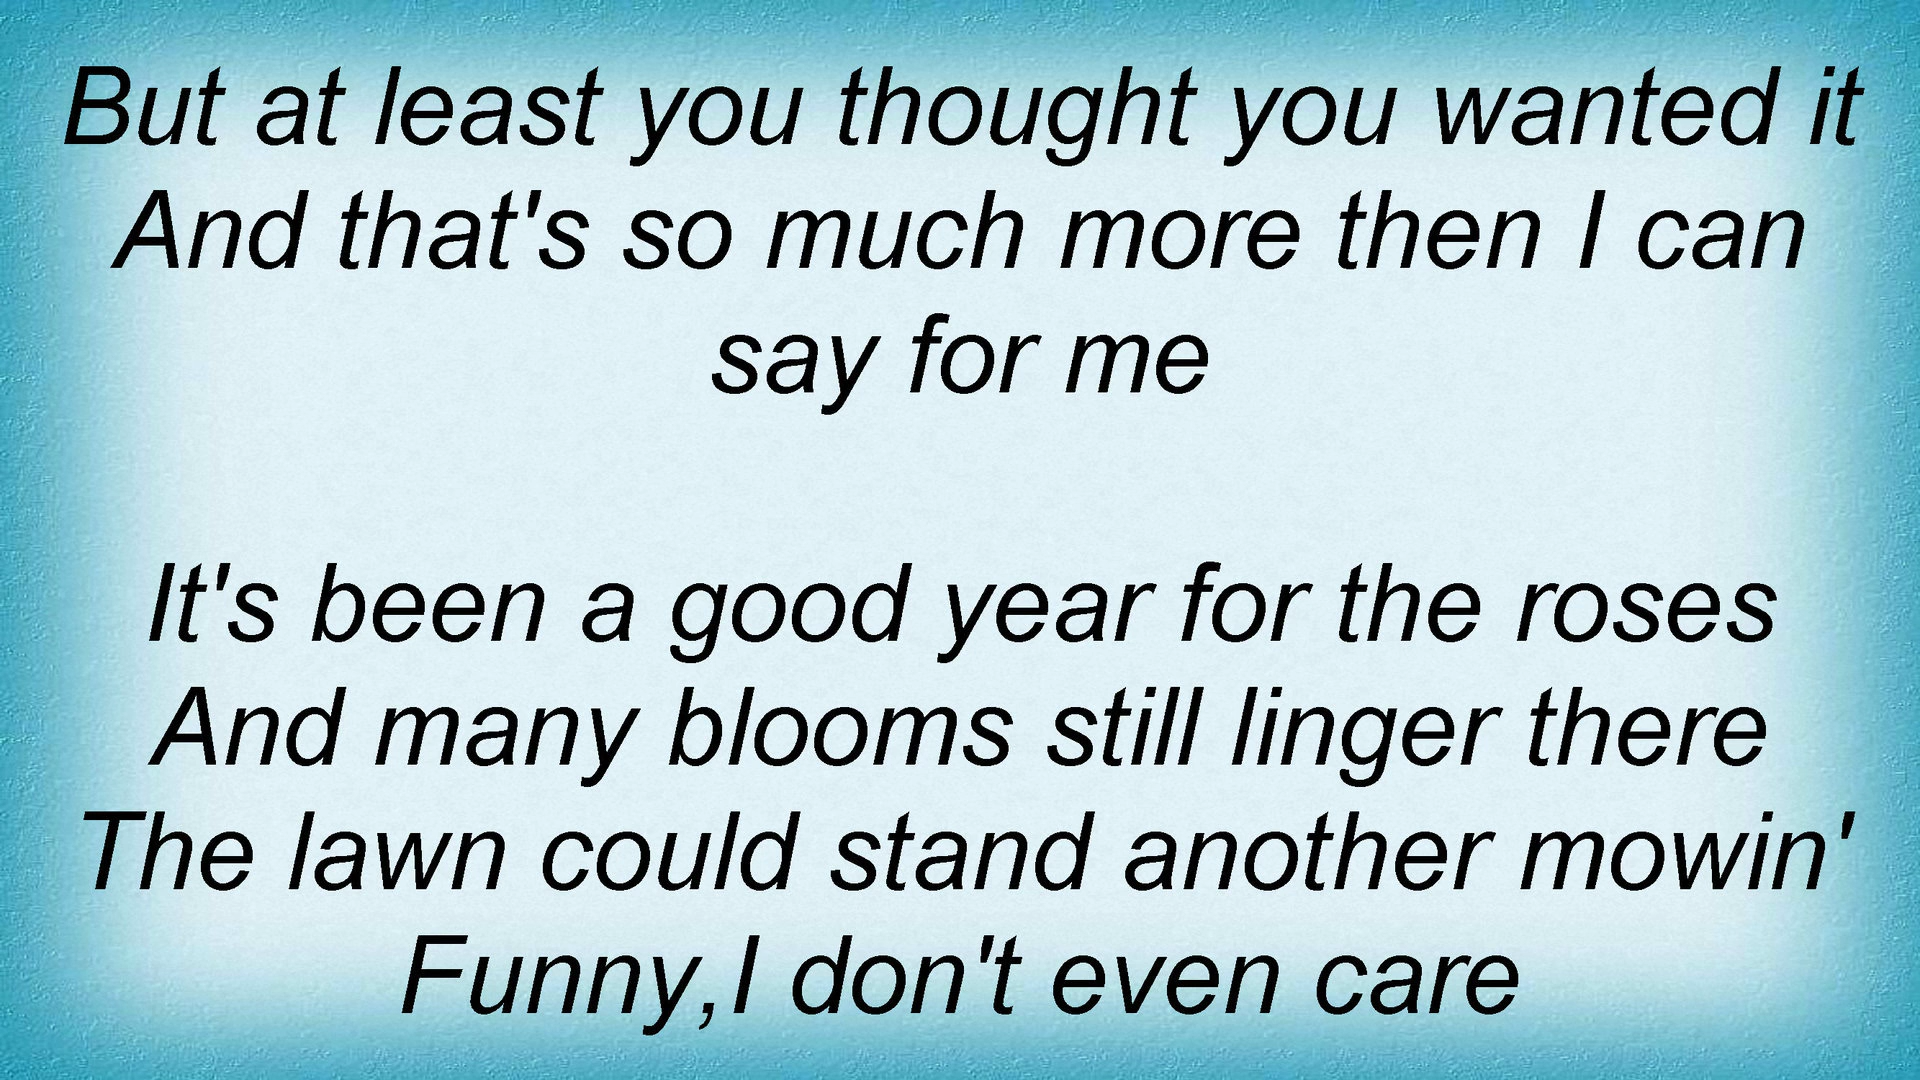 But at least you thought you wanted it
And that's so much more then I can
say for me
It's been a good year for the roses
And many blooms still linger there
The lawn could stand another mowin'
Funny,I don't even care